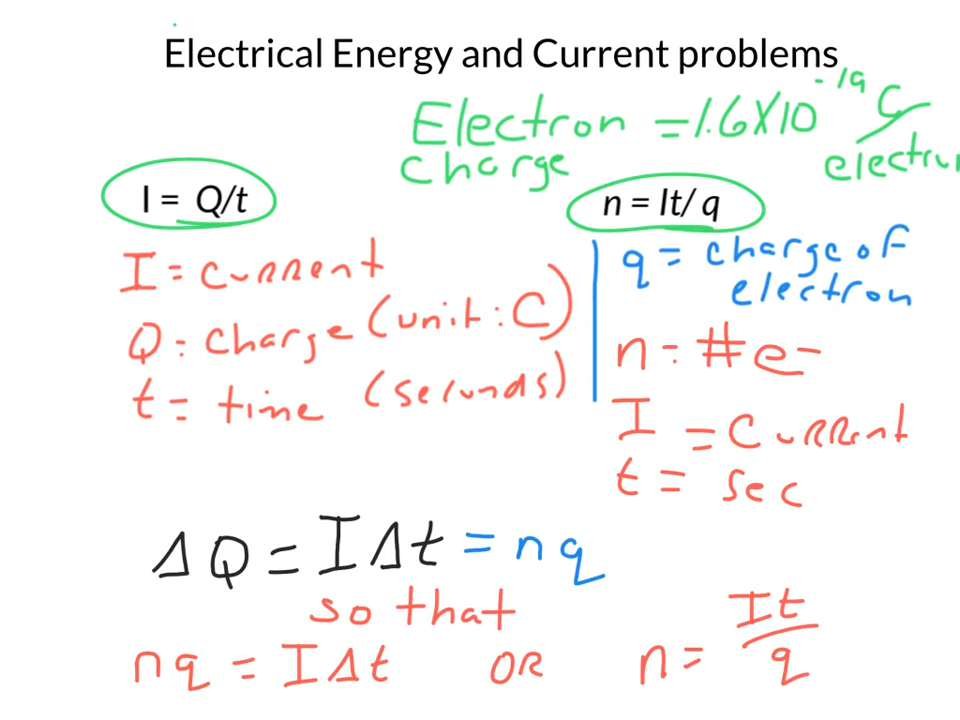 Electrical Energy and Current problems
Electron = 1.6X10⁻¹⁹ C/electron
charge
I = Q/t
n = It/ q
I = current
Q = charge (unit: C)
t = time (seconds)
q = charge of
electron
n = #e-
I = Current
t = sec
ΔQ = IΔt = nq
so that
nq = IΔt OR n = It/q